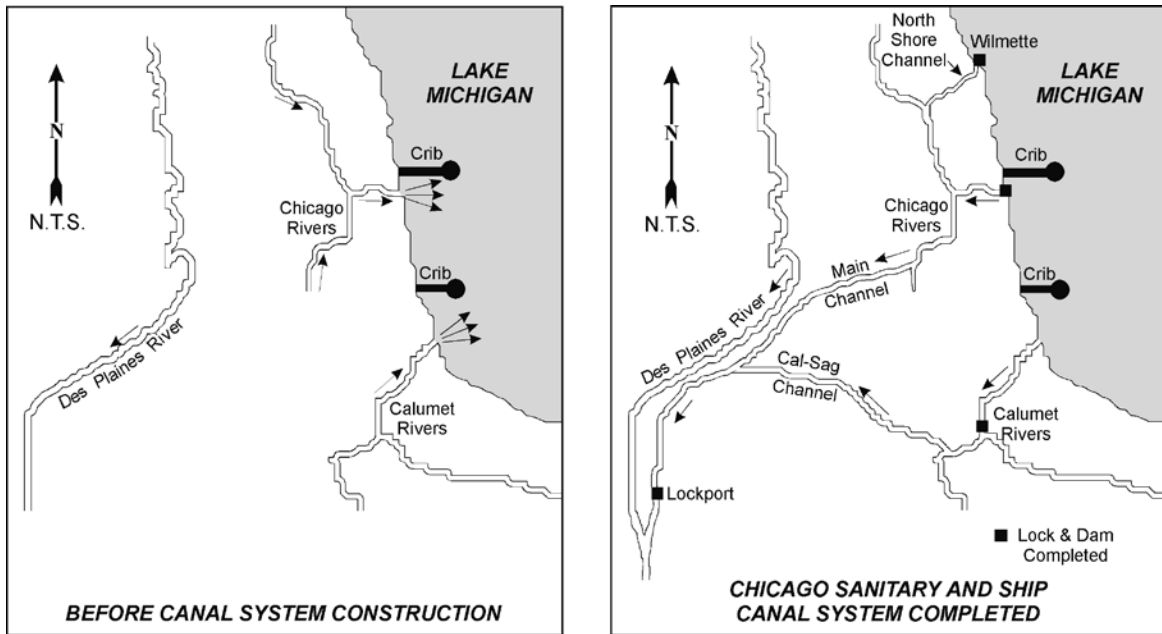 LAKE
MICHIGAN
N
N.T.S.
Crib
Chicago
Rivers
Crib
Des Plaines River
Calumet
Rivers
BEFORE CANAL SYSTEM CONSTRUCTION
North
Shore
Channel
Wilmette
LAKE
MICHIGAN
N
N.T.S.
Crib
Chicago
Rivers
Main
Channel
Crib
Des Plaines River
Cal-Sag
Channel
Calumet
Rivers
Lockport
Lock & Dam
Completed
CHICAGO SANITARY AND SHIP
CANAL SYSTEM COMPLETED